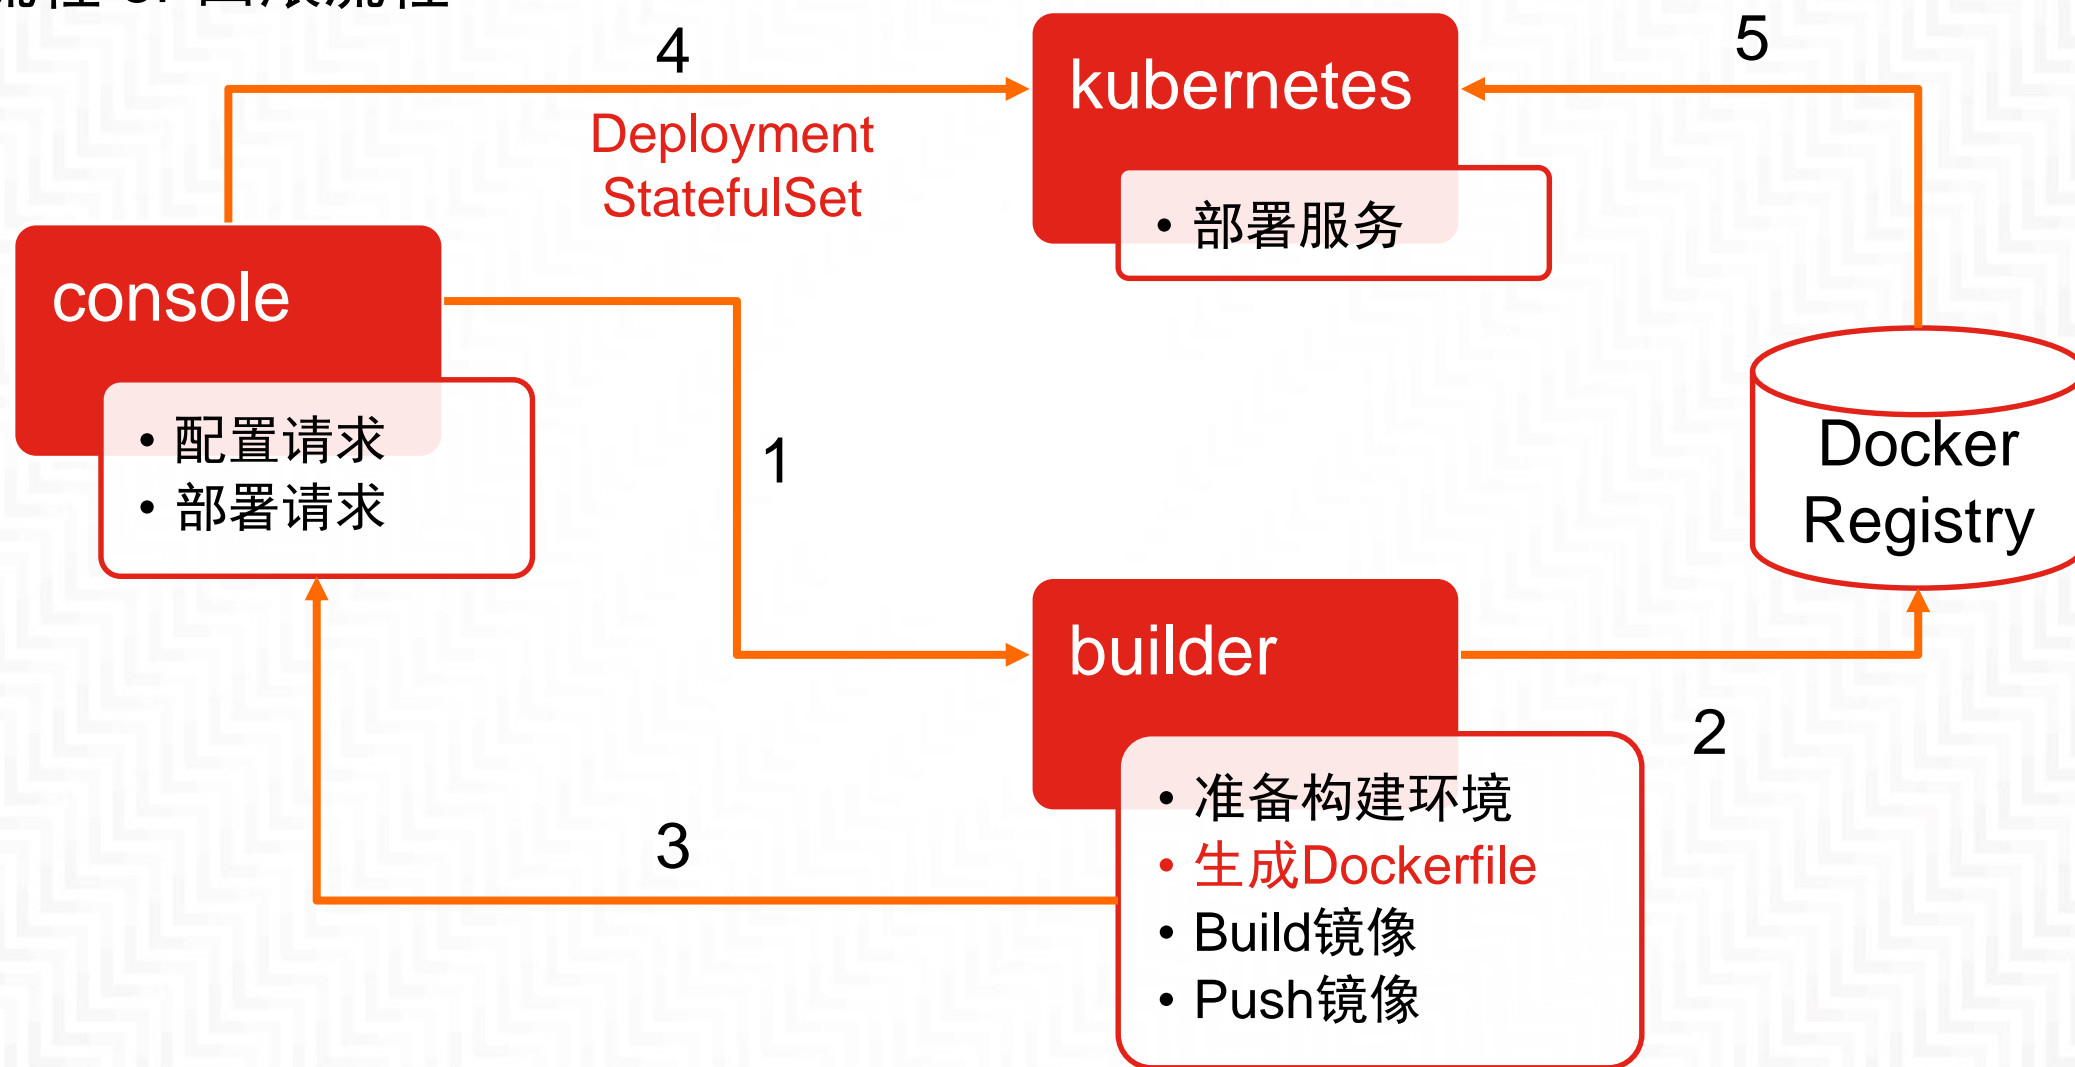 4
5
kubernetes
Deployment
StatefulSet
• 部署服务
console
• 配置请求
• 部署请求
1
Docker
Registry
builder
2
• 准备构建环境
3
• 生成Dockerfile
• Build镜像
• Push镜像